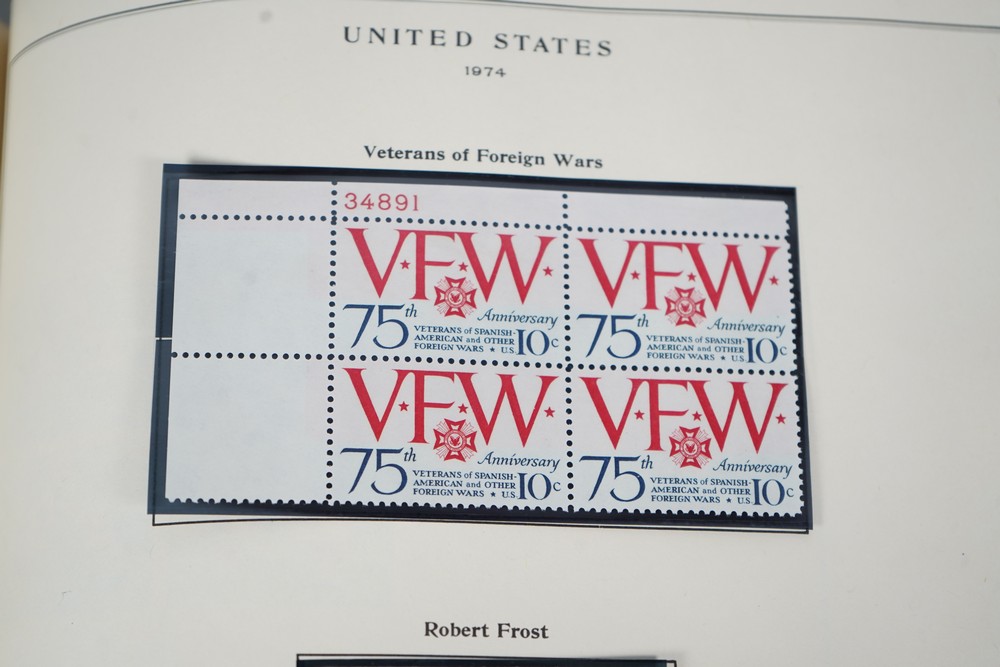 UNITED STATES
1974
Veterans of Foreign Wars
34891
V·F·W·
75th Anniversary
VETERANS of SPANISH-
AMERICAN and OTHER
FOREIGN WARS ★ U.S. 10c
V·F·W·
75th Anniversary
VETERANS of SPANISH-
AMERICAN and OTHER
FOREIGN WARS ★ U.S. 10c
V·F·W·
75th Anniversary
VETERANS of SPANISH-
AMERICAN and OTHER
FOREIGN WARS ★ U.S. 10c
V·F·W·
75th Anniversary
VETERANS of SPANISH-
AMERICAN and OTHER
FOREIGN WARS ★ U.S. 10c
Robert Frost